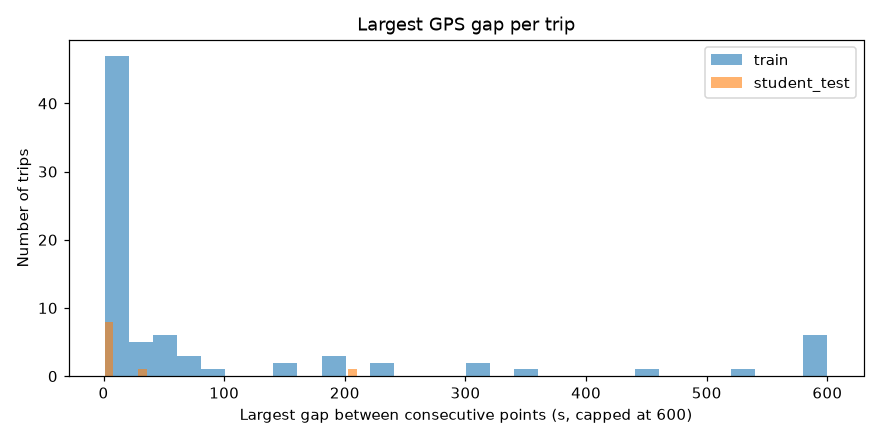 Largest GPS gap per trip
train
student_test
Number of trips
40
30
20
10
0
0 100 200 300 400 500 600
Largest gap between consecutive points (s, capped at 600)